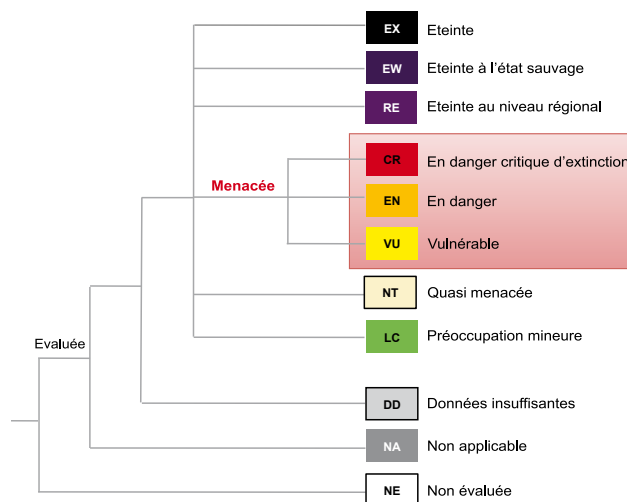 EX Eteinte
EW Eteinte à l'état sauvage
RE Eteinte au niveau régional
CR En danger critique d'extinction
Menacée
EN En danger
VU Vulnérable
NT Quasi menacée
LC Préoccupation mineure
Evaluée
DD Données insuffisantes
NA Non applicable
NE Non évaluée